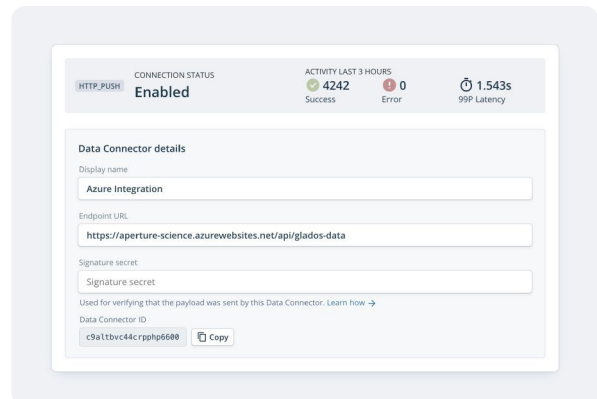 HTTP_PUSH
CONNECTION STATUS
Enabled
ACTIVITY LAST 3 HOURS
4242
Success
0
Error
1.543s
99P Latency
Data Connector details
Display name
Azure Integration
Endpoint URL
https://aperture-science.azurewebsites.net/api/glados-data
Signature secret
Signature secret
Used for verifying that the payload was sent by this Data Connector. Learn how →
Data Connector ID
c9altbvc44crpphp6600 Copy